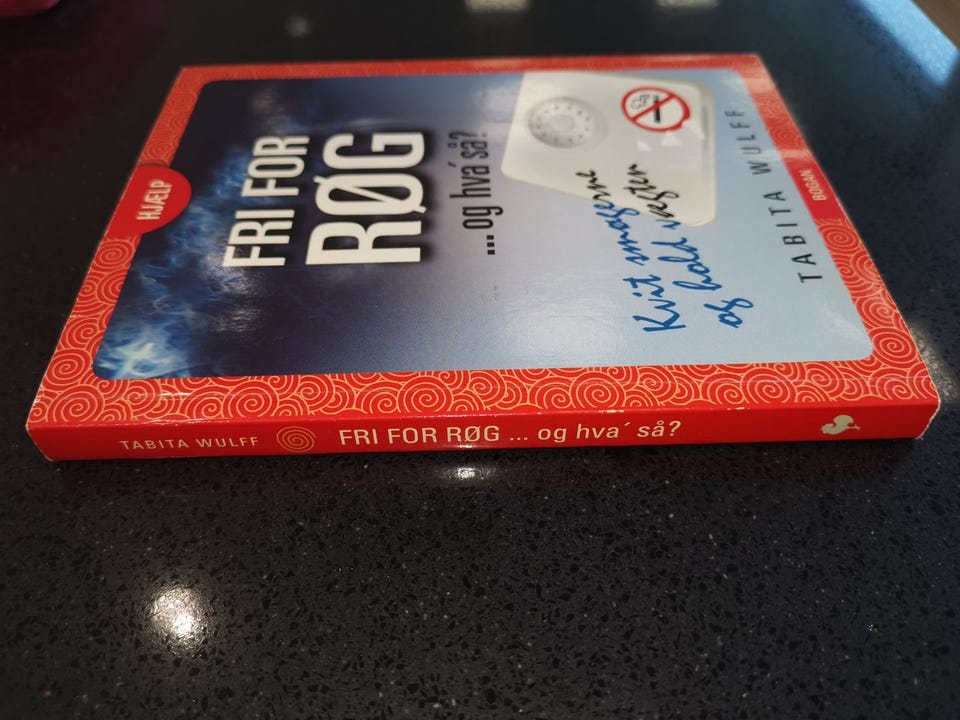 HJÆLP
FRI FOR
RØG
... og hva´ så?
Kvit smøgerne
og hold vægten
TABITA WULFF
BOGAN
TABITA WULFF FRI FOR RØG ... og hva´ så?